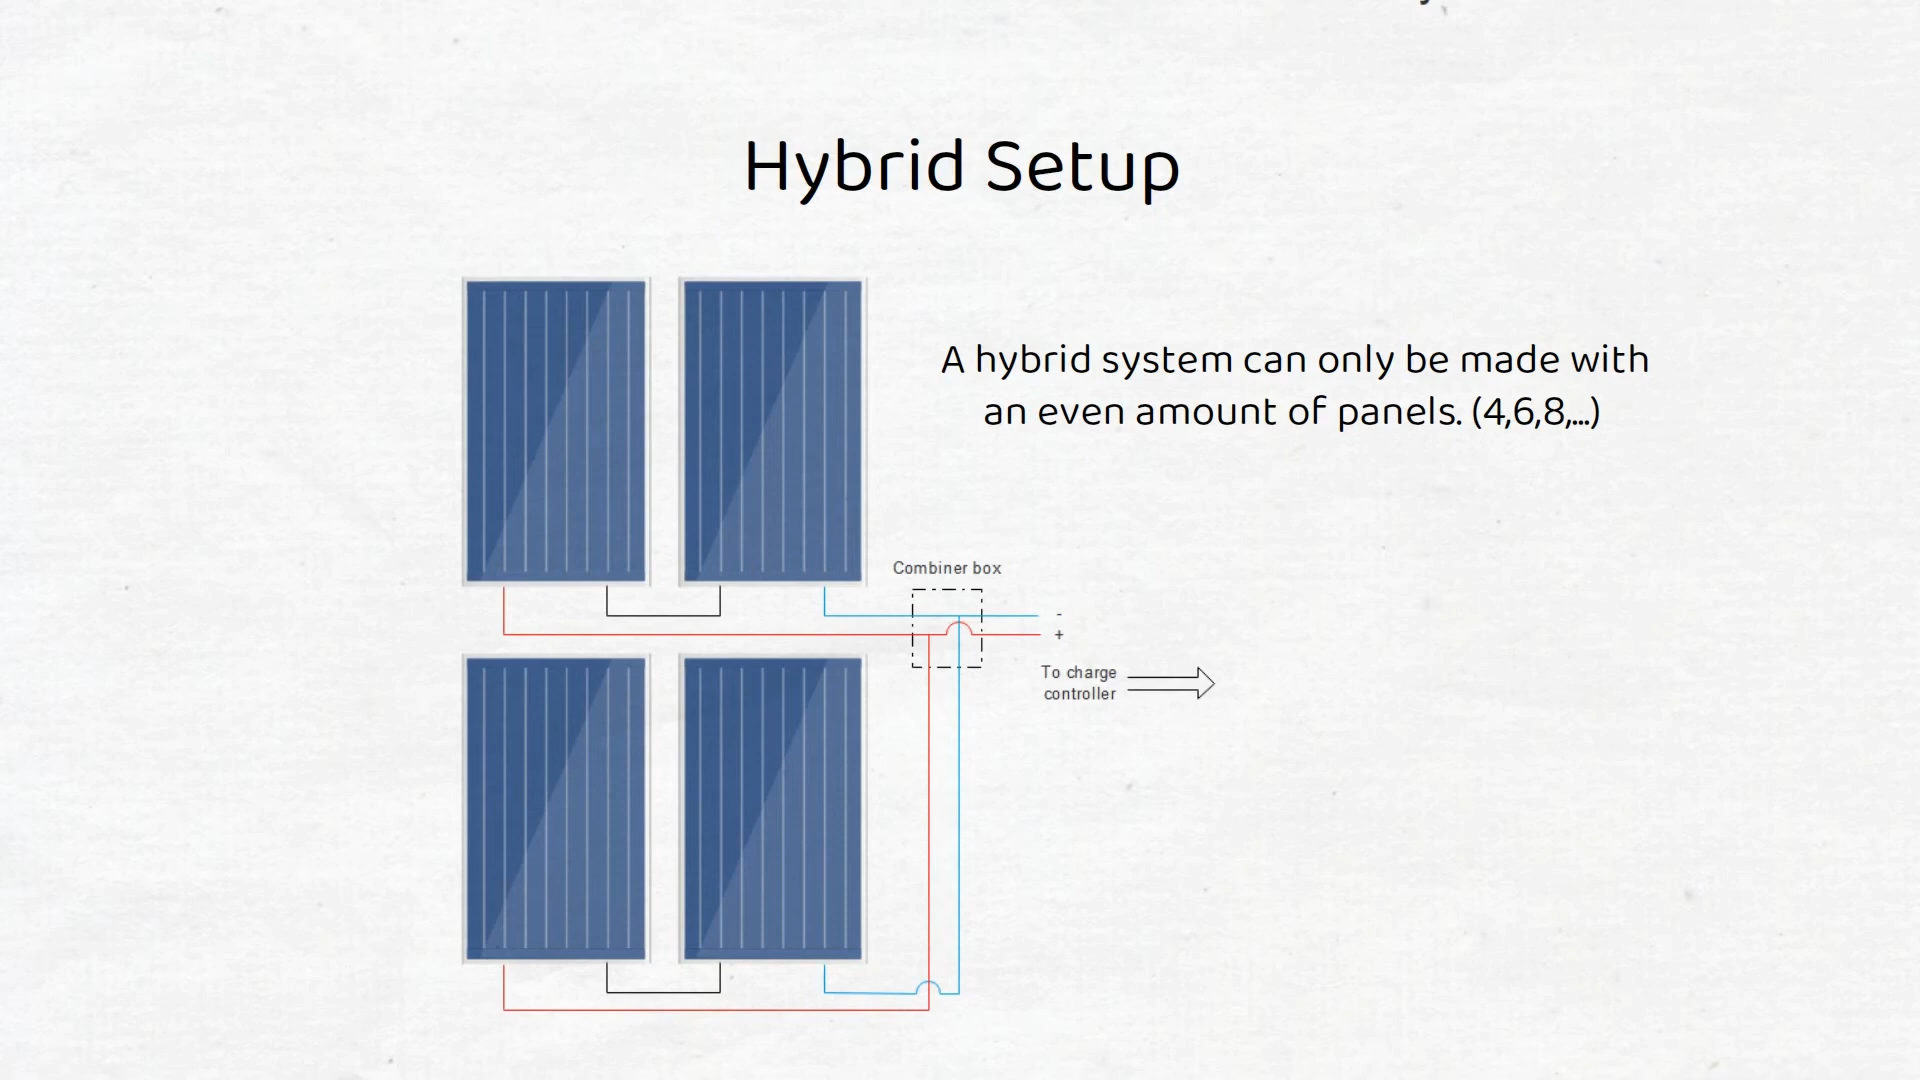 Hybrid Setup
A hybrid system can only be made with
an even amount of panels. (4,6,8,...)
Combiner box
-
+
To charge
controller